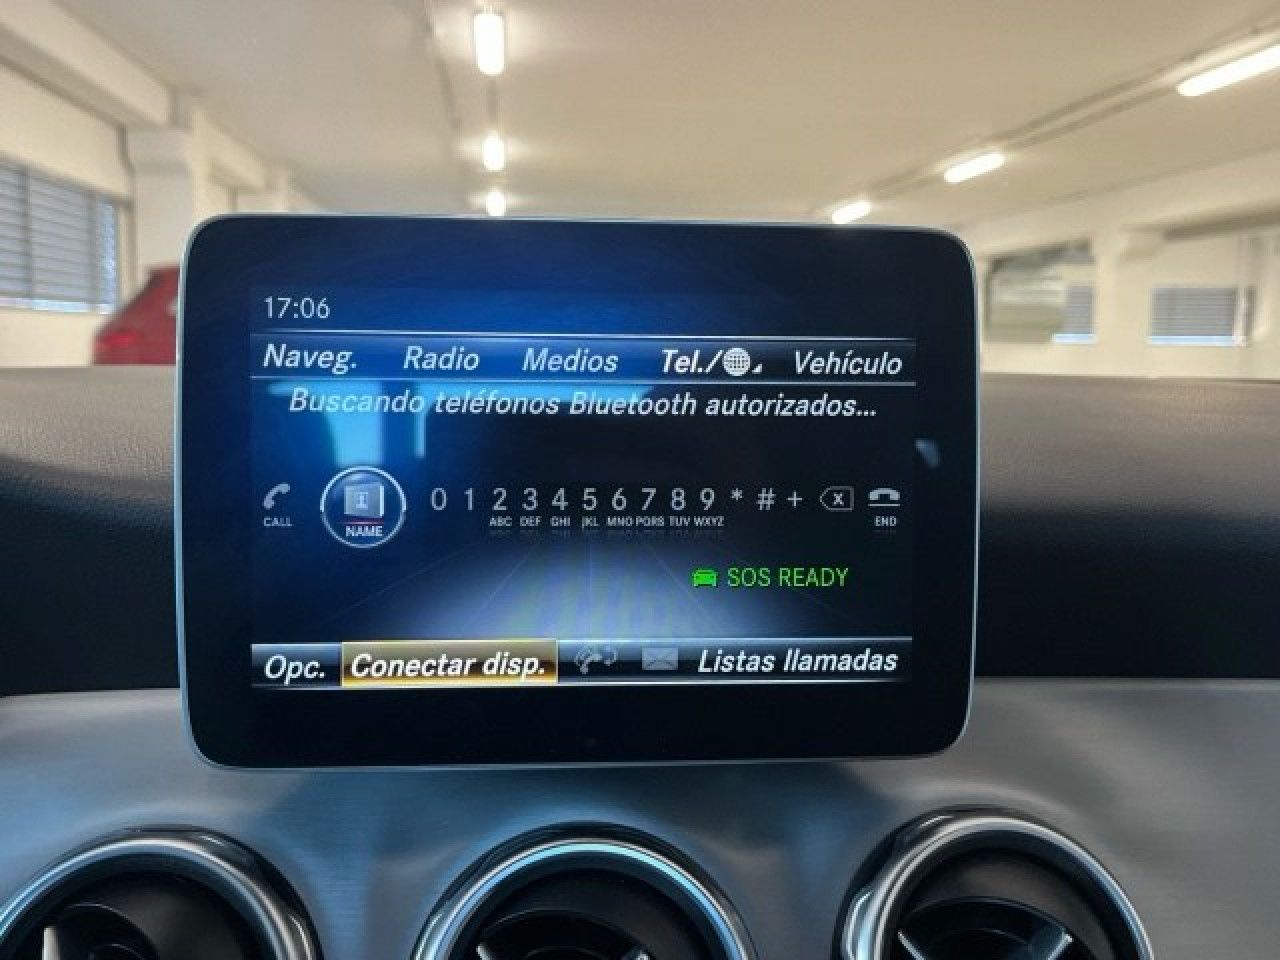 17:06
Naveg. Radio Medios Tel./ Vehículo
Buscando teléfonos Bluetooth autorizados...
0 1 2 3 4 5 6 7 8 9 * # +
CALL NAME ABC DEF GHI JKL MNO PQRS TUV WXYZ END
SOS READY
Opc. Conectar disp. Listas llamadas